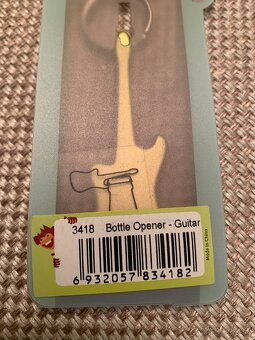 3418 Bottle Opener - Guitar
Made in China
6 932057 834182